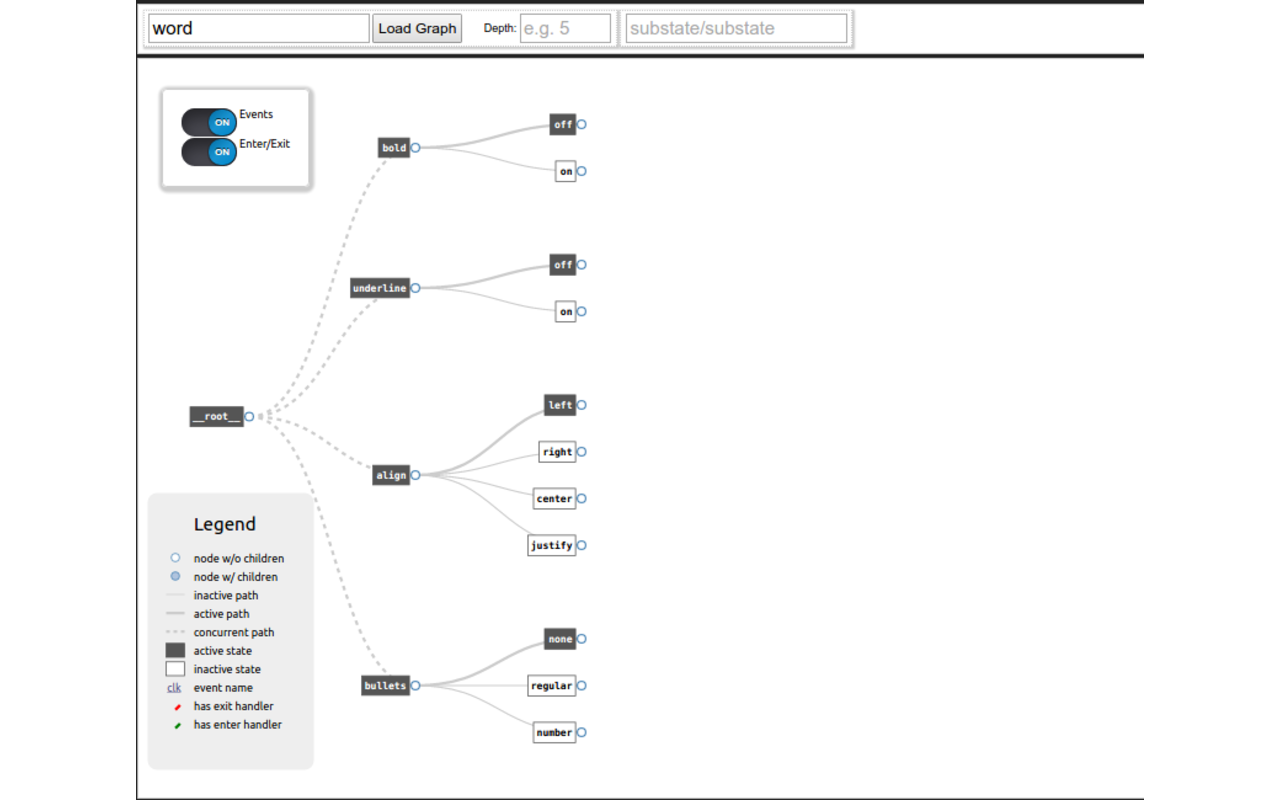 word Load Graph Depth: e.g. 5 substate/substate
ON Events
ON Enter/Exit
off
bold
on
off
underline
on
left
__root__
right
align
center
justify
none
bullets
regular
number
Legend
node w/o children
node w/ children
inactive path
active path
concurrent path
active state
inactive state
clk event name
has exit handler
has enter handler